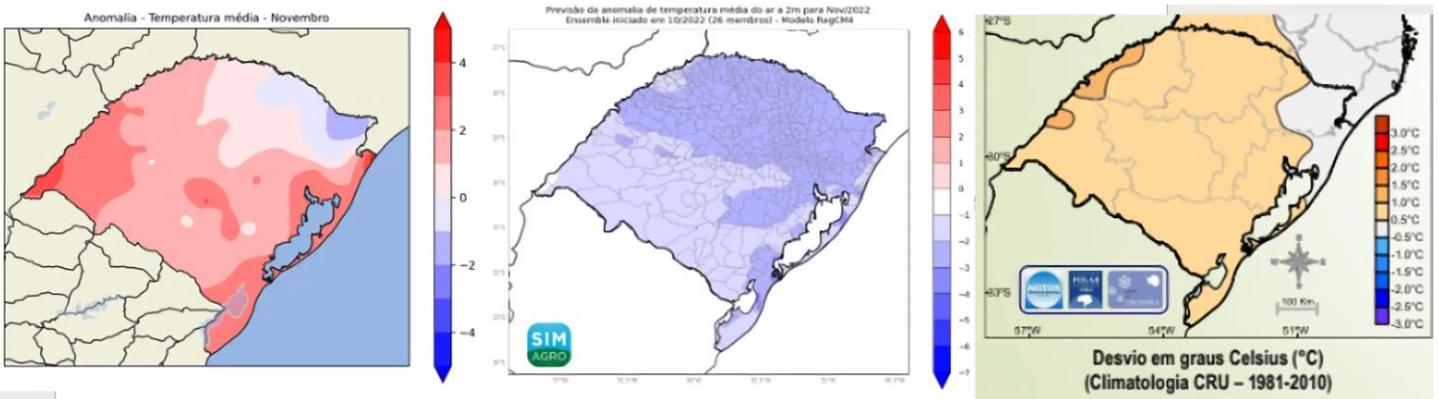 Anomalia - Temperatura média - Novembro
4
2
0
−2
−4
Previsão da anomalia de temperatura média do ar a 2m para Nov/2022
Ensemble iniciado em 10/2022 (26 membros) - Modelo RegCM4
SIM
AGRO
6
5
4
3
2
1
0
-1
-2
-3
-4
-5
-6
-7
27°S
30°S
33°S
57°W
54°W
51°W
N
W
S
100 Km
NOTOS
POLAR
3.0°C
2.5°C
2.0°C
1.5°C
1.0°C
0.5°C
-0.5°C
-1.0°C
-1.5°C
-2.0°C
-2.5°C
-3.0°C
Desvio em graus Celsius (°C)
(Climatologia CRU – 1981-2010)